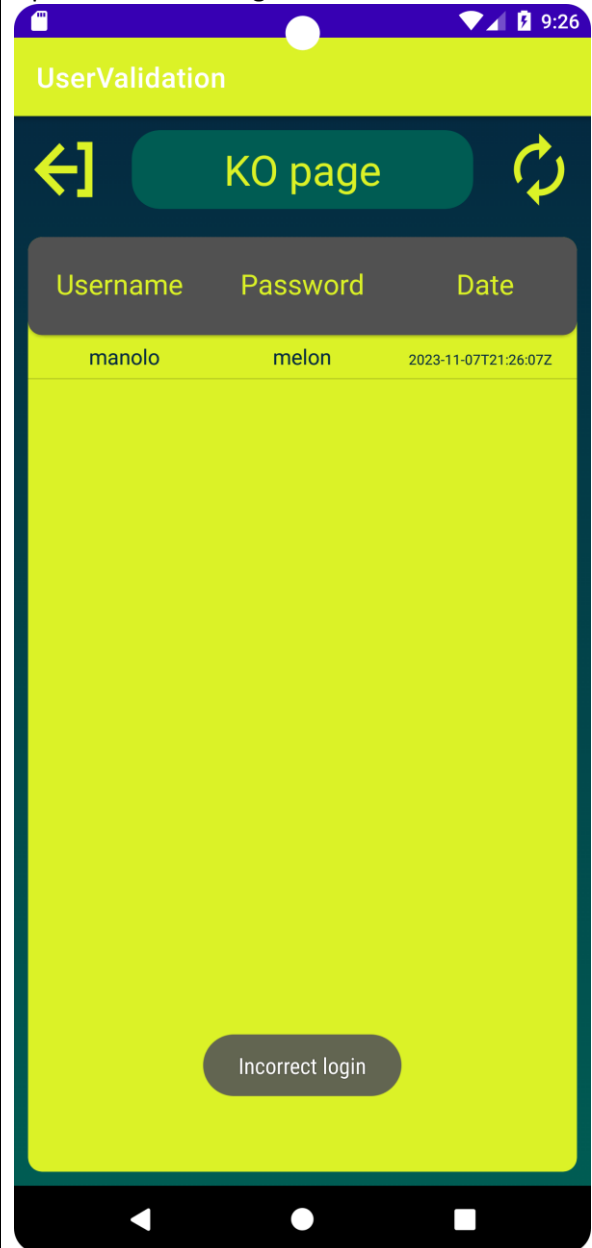 9:26
UserValidation
KO page
Username Password Date
manolo melon 2023-11-07T21:26:07Z
Incorrect login